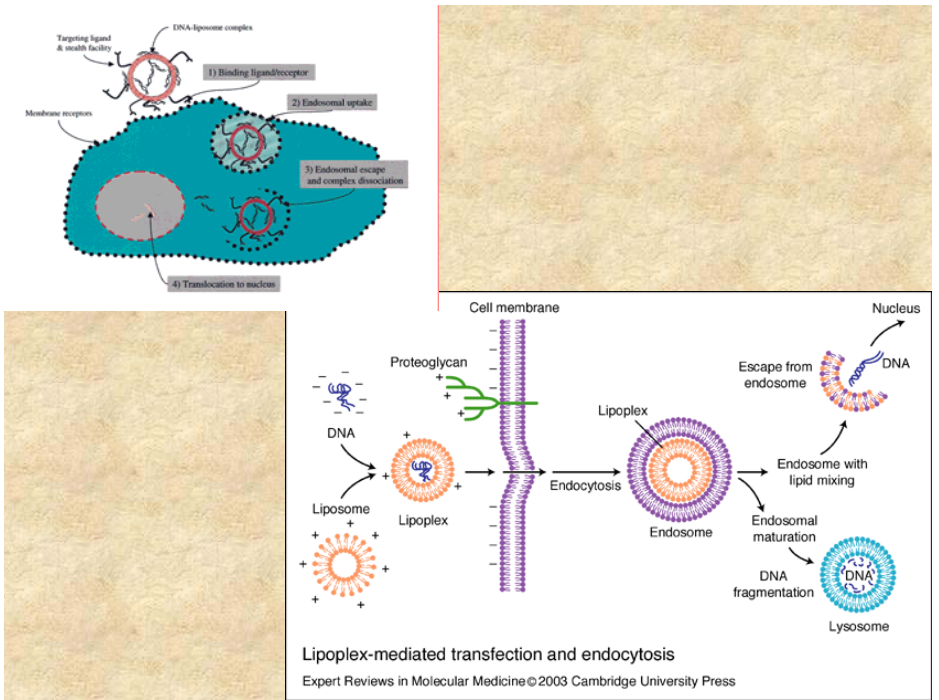 DNA-liposome complex
Targeting ligand
& stealth facility
1) Binding ligand/receptor
2) Endosomal uptake
Membrane receptors
3) Endosomal escape
and complex dissociation
4) Translocation to nucleus
Cell membrane
Nucleus
Proteoglycan
DNA
Escape from
endosome
Lipoplex
DNA
Liposome
Lipoplex
Endocytosis
Endosome
Endosome with
lipid mixing
Endosomal
maturation
DNA
fragmentation
DNA
Lysosome
Lipoplex-mediated transfection and endocytosis
Expert Reviews in Molecular Medicine © 2003 Cambridge University Press